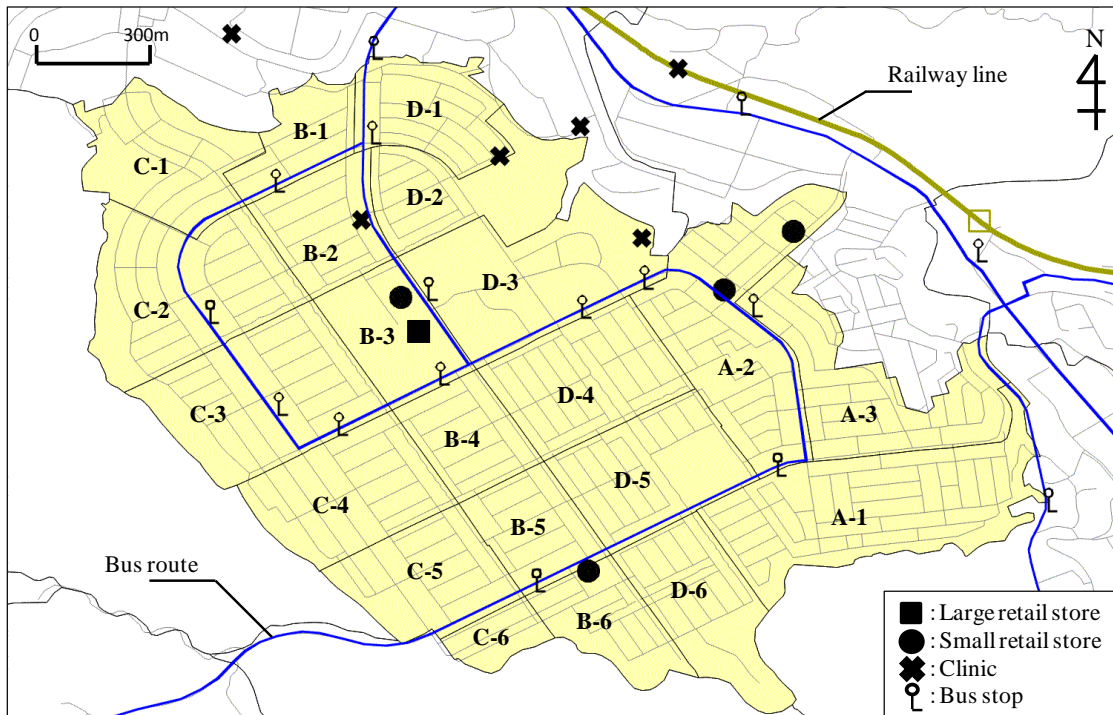 0 300m
N
Railway line
D-1
B-1
C-1
D-2
B-2
D-3
C-2
B-3
A-2
D-4
C-3
A-3
B-4
D-5
C-4
A-1
B-5
C-5
Bus route
D-6
B-6
C-6
: Large retail store
: Small retail store
: Clinic
: Bus stop